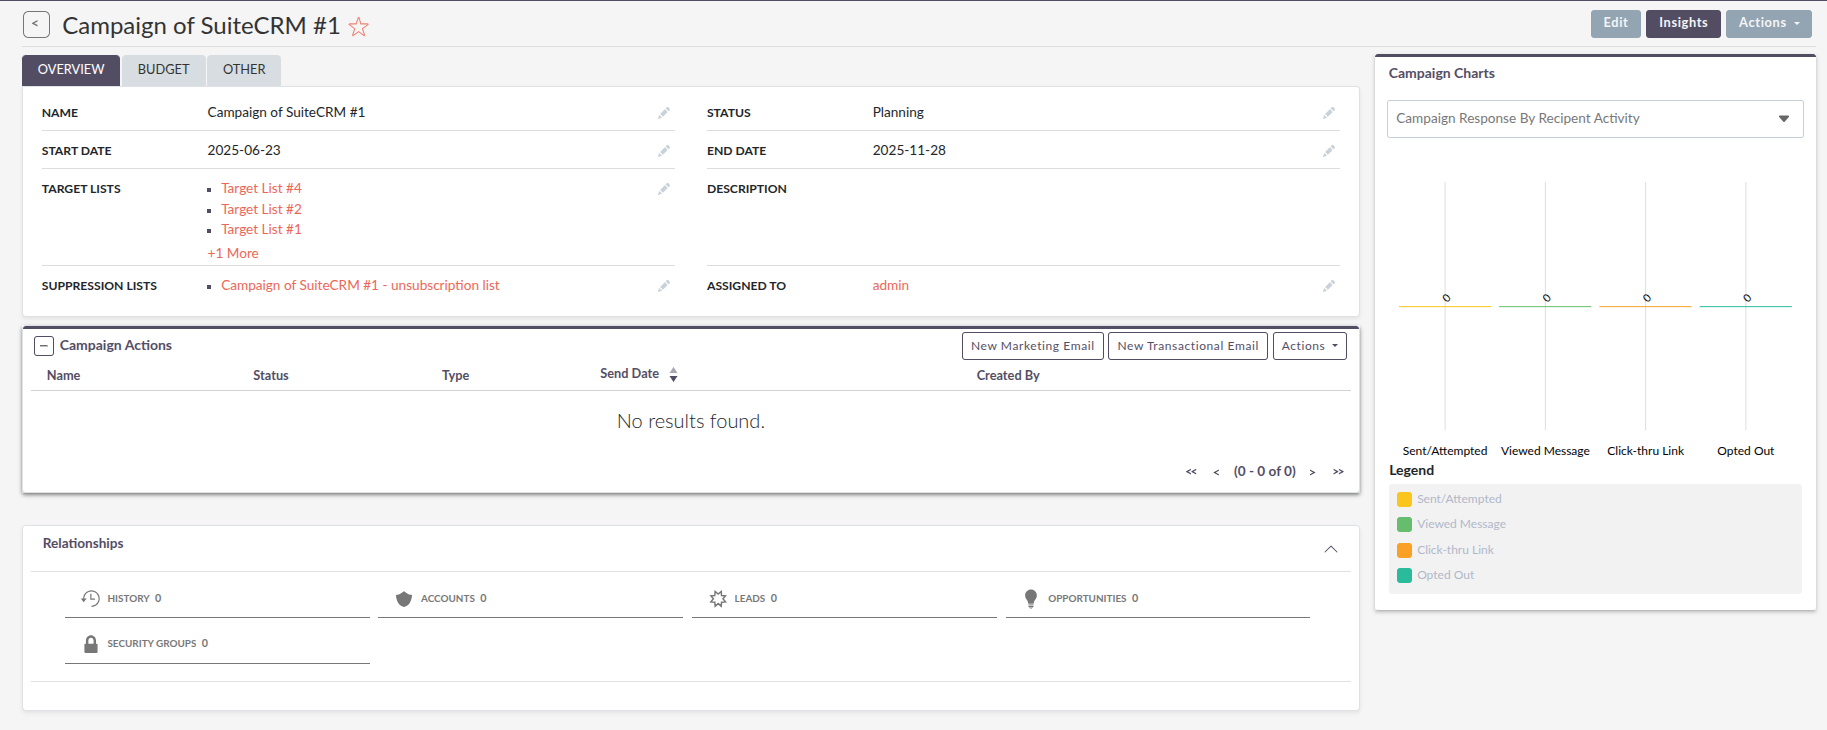 < Campaign of SuiteCRM #1
Edit Insights Actions
OVERVIEW BUDGET OTHER
NAME Campaign of SuiteCRM #1
STATUS Planning
START DATE 2025-06-23
END DATE 2025-11-28
TARGET LISTS Target List #4
Target List #2
Target List #1
+1 More
DESCRIPTION
SUPPRESSION LISTS Campaign of SuiteCRM #1 - unsubscription list
ASSIGNED TO admin
Campaign Actions
New Marketing Email New Transactional Email Actions
Name Status Type Send Date Created By
No results found.
<< < (0 - 0 of 0) > >>
Relationships
HISTORY 0 ACCOUNTS 0 LEADS 0 OPPORTUNITIES 0
SECURITY GROUPS 0
Campaign Charts
Campaign Response By Recipent Activity
0 0 0 0
Sent/Attempted Viewed Message Click-thru Link Opted Out
Legend
Sent/Attempted
Viewed Message
Click-thru Link
Opted Out